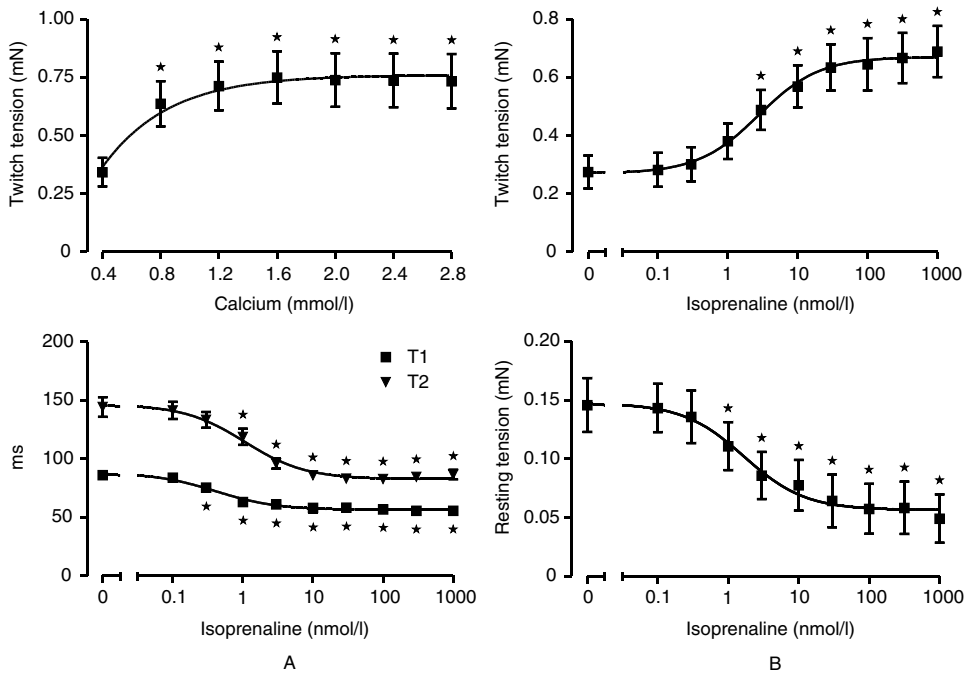 Twitch tension (mN)
1.00
0.75
0.50
0.25
0
0.4 0.8 1.2 1.6 2.0 2.4 2.8
Calcium (mmol/l)
Twitch tension (mN)
0.8
0.6
0.4
0.2
0
0 0.1 1 10 100 1000
Isoprenaline (nmol/l)
ms
200
150
100
50
0
T1
T2
0 0.1 1 10 100 1000
Isoprenaline (nmol/l)
A
Resting tension (mN)
0.20
0.15
0.10
0.05
0
0 0.1 1 10 100 1000
Isoprenaline (nmol/l)
B